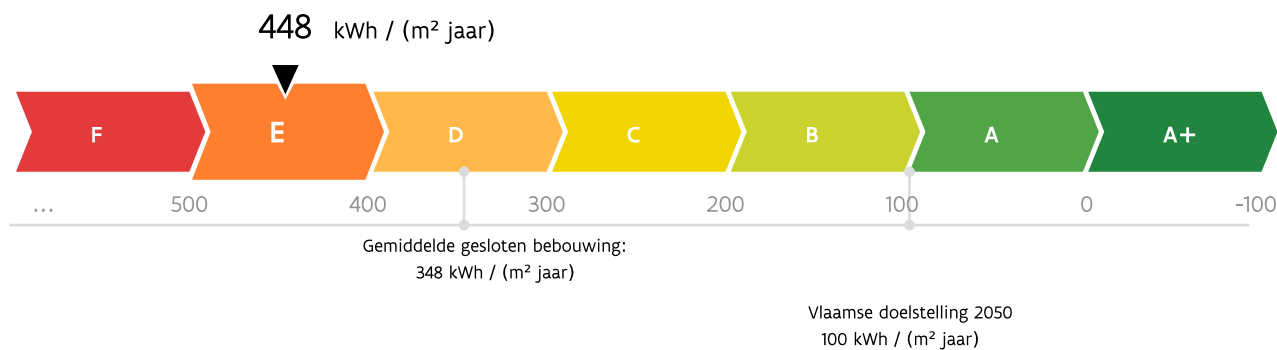 448 kWh / (m² jaar)
F E D C B A A+
... 500 400 300 200 100 0 -100
Gemiddelde gesloten bebouwing:
348 kWh / (m² jaar)
Vlaamse doelstelling 2050
100 kWh / (m² jaar)